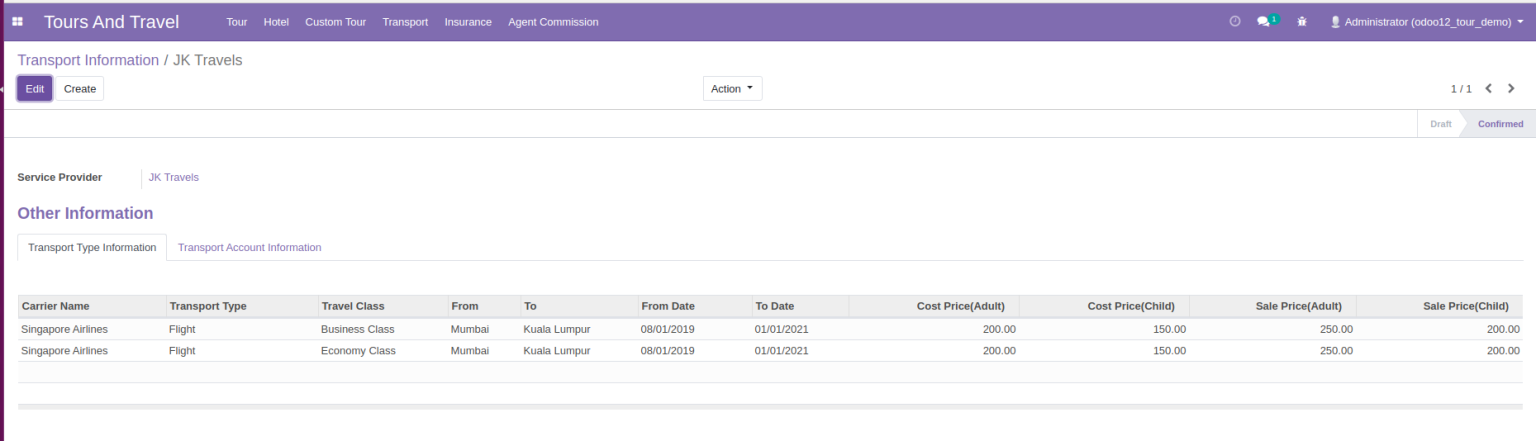 Tours And Travel Tour Hotel Custom Tour Transport Insurance Agent Commission 1 Administrator (odoo12_tour_demo)
Transport Information / JK Travels
Edit Create Action 1 / 1
Draft Confirmed
Service Provider JK Travels
Other Information
Transport Type Information Transport Account Information
Carrier Name Transport Type Travel Class From To From Date To Date Cost Price(Adult) Cost Price(Child) Sale Price(Adult) Sale Price(Child)
Singapore Airlines Flight Business Class Mumbai Kuala Lumpur 08/01/2019 01/01/2021 200.00 150.00 250.00 200.00
Singapore Airlines Flight Economy Class Mumbai Kuala Lumpur 08/01/2019 01/01/2021 200.00 150.00 250.00 200.00